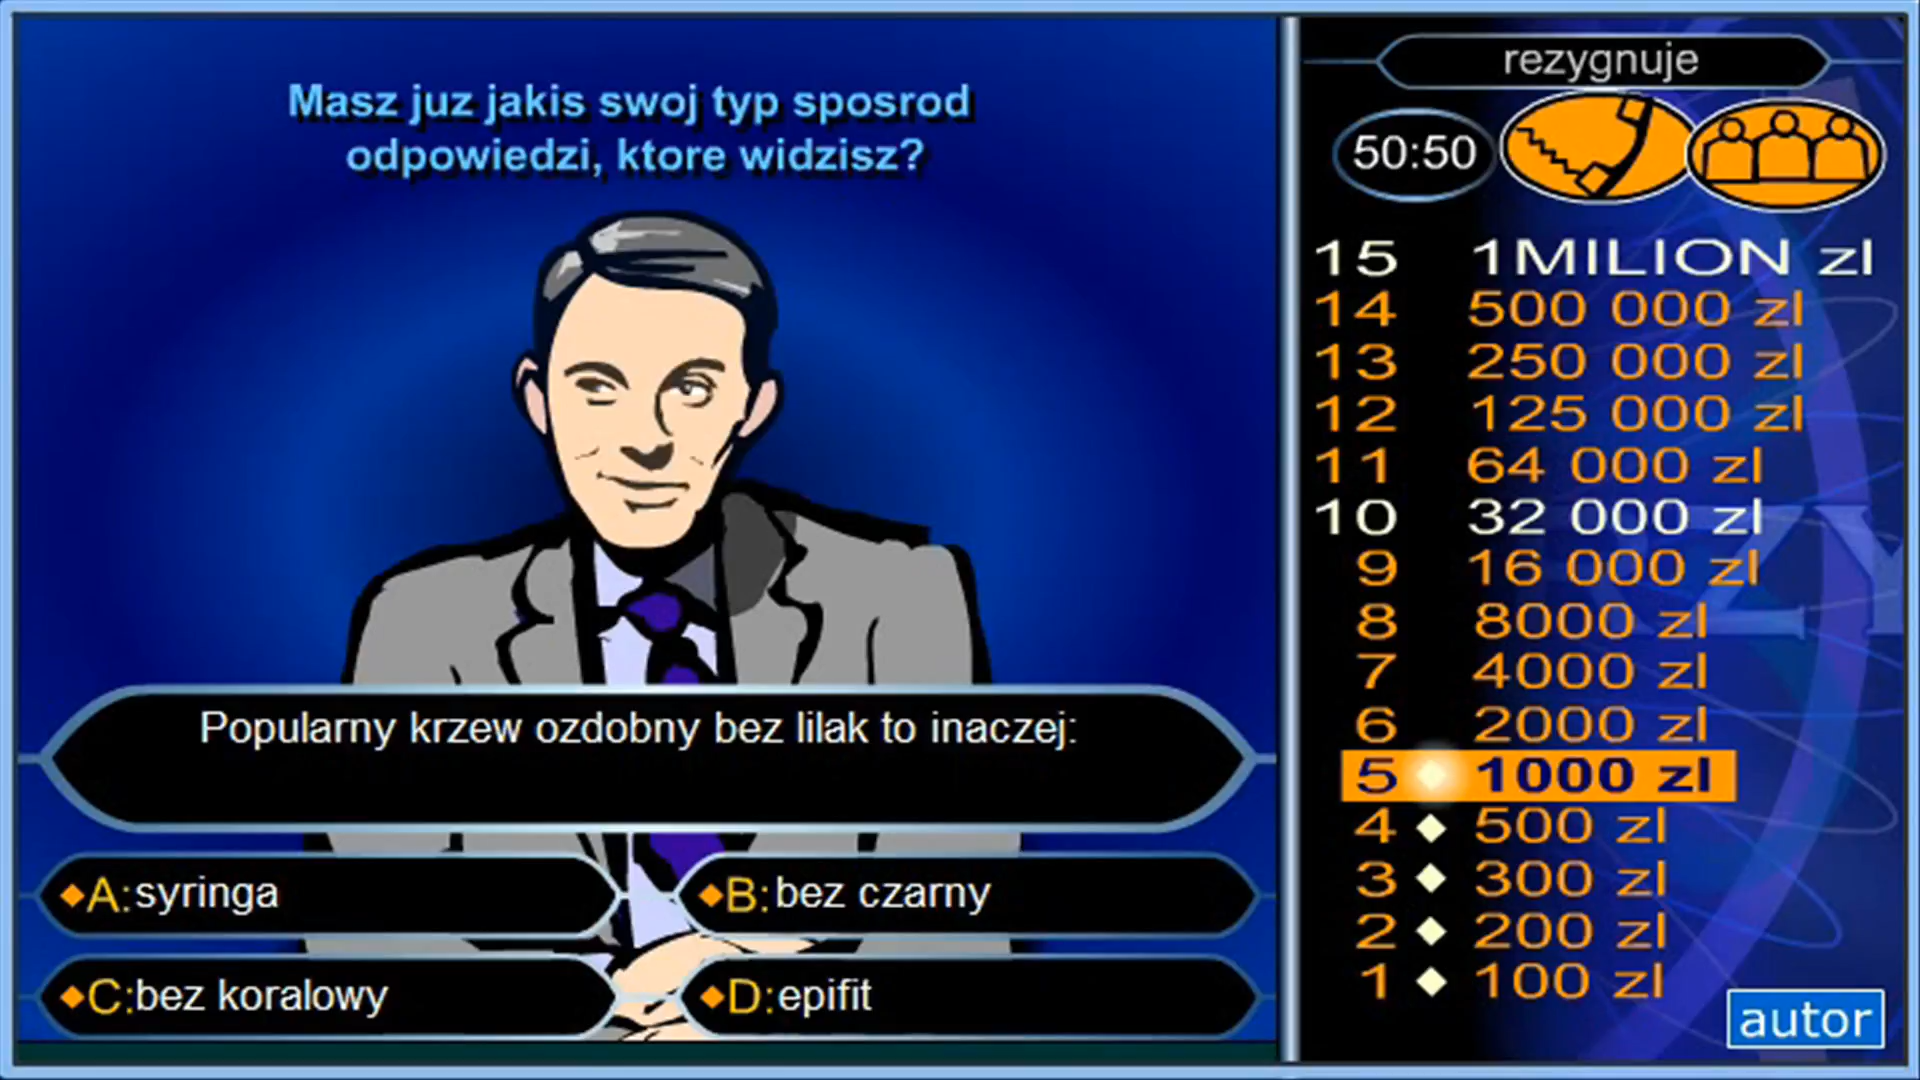 Masz juz jakis swoj typ sposrod
odpowiedzi, ktore widzisz?
Popularny krzew ozdobny bez lilak to inaczej:
A:syringa
B:bez czarny
C:bez koralowy
D:epifit
rezygnuje
50:50
15 1MILION zl
14 500 000 zl
13 250 000 zl
12 125 000 zl
11 64 000 zl
10 32 000 zl
9 16 000 zl
8 8000 zl
7 4000 zl
6 2000 zl
5 1000 zl
4 500 zl
3 300 zl
2 200 zl
1 100 zl
autor